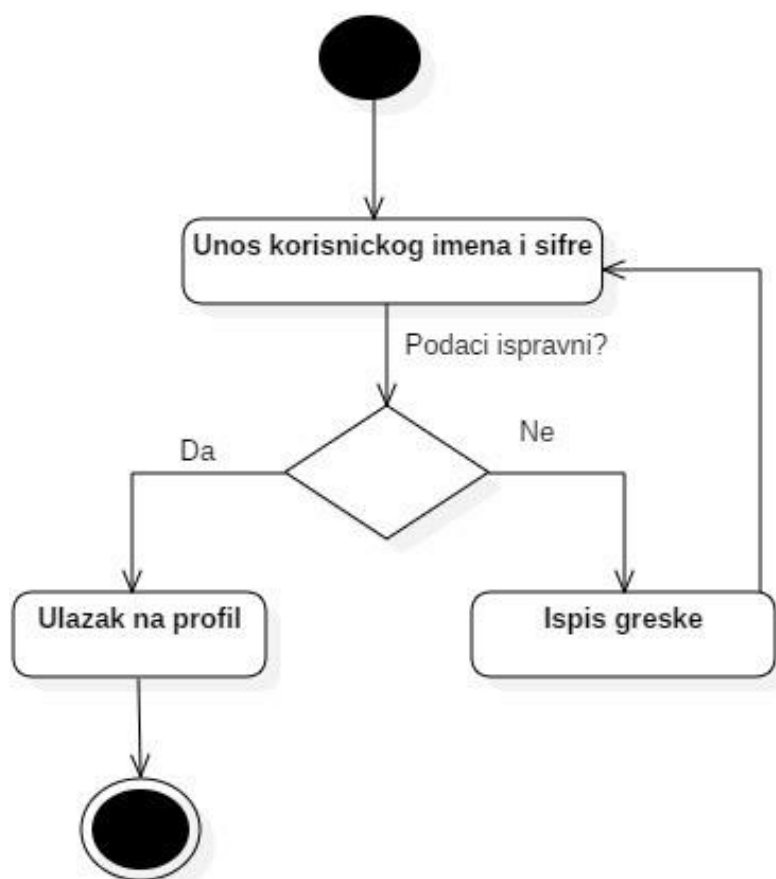 Unos korisnickog imena i sifre
Podaci ispravni?
Da
Ne
Ulazak na profil
Ispis greske